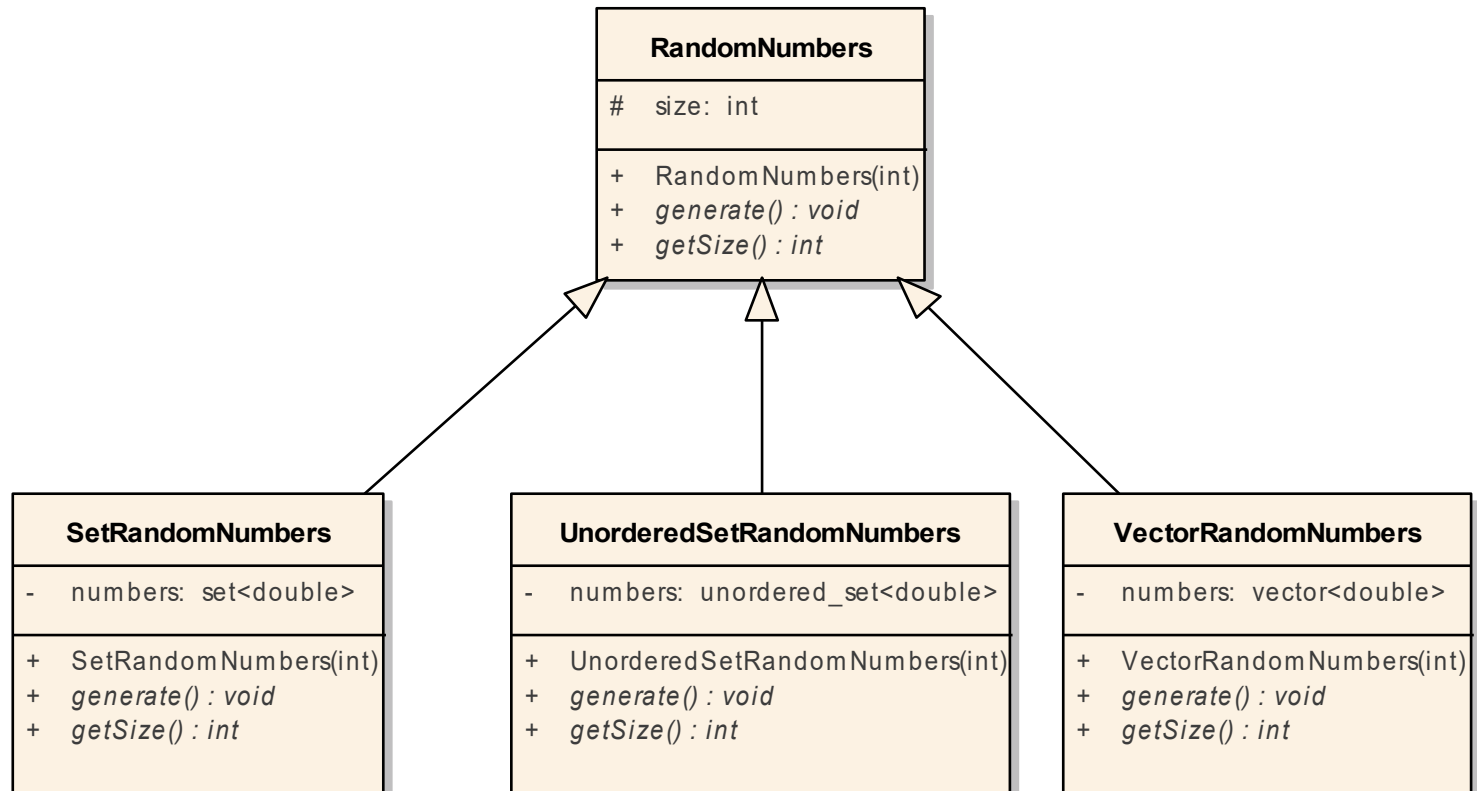 RandomNumbers
# size: int
+ RandomNumbers(int)
+ generate() : void
+ getSize() : int
SetRandomNumbers
- numbers: set<double>
+ SetRandomNumbers(int)
+ generate() : void
+ getSize() : int
UnorderedSetRandomNumbers
- numbers: unordered_set<double>
+ UnorderedSetRandomNumbers(int)
+ generate() : void
+ getSize() : int
VectorRandomNumbers
- numbers: vector<double>
+ VectorRandomNumbers(int)
+ generate() : void
+ getSize() : int